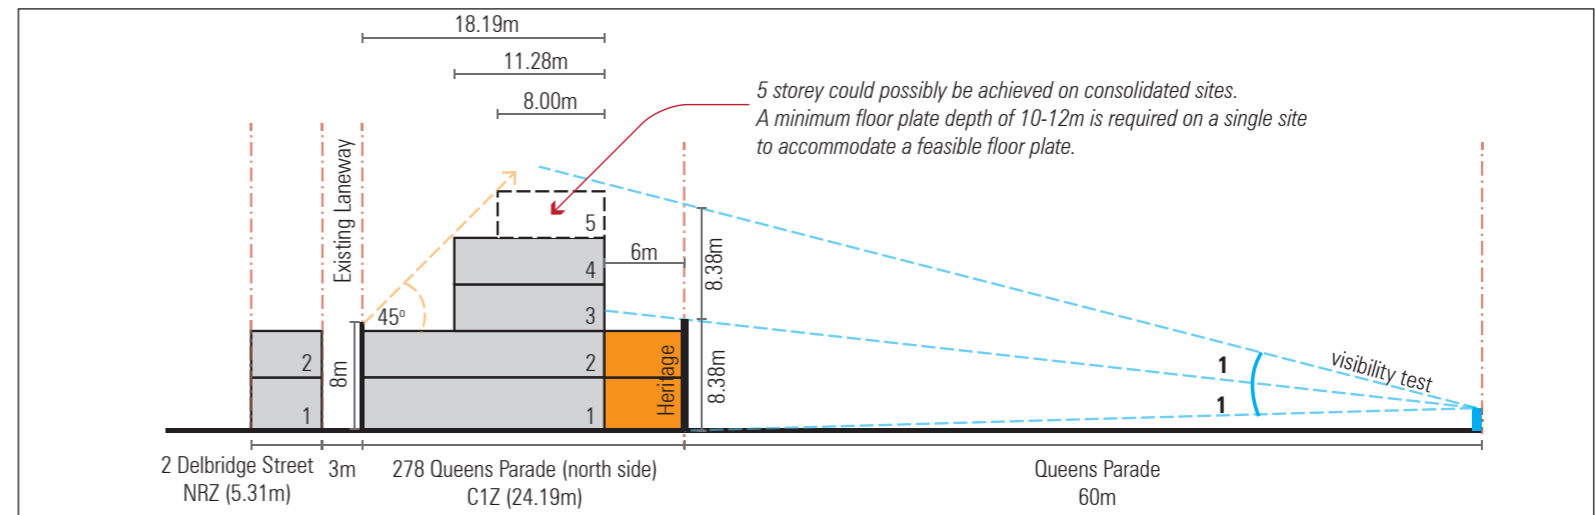 18.19m
11.28m
8.00m
5 storey could possibly be achieved on consolidated sites.
A minimum floor plate depth of 10-12m is required on a single site
to accommodate a feasible floor plate.
Existing Laneway
5
6m
4
8.38m
45º
3
visibility test
2
8m
2
Heritage
8.38m
1
1
1
1
2 Delbridge Street
NRZ (5.31m)
3m
278 Queens Parade (north side)
C1Z (24.19m)
Queens Parade
60m